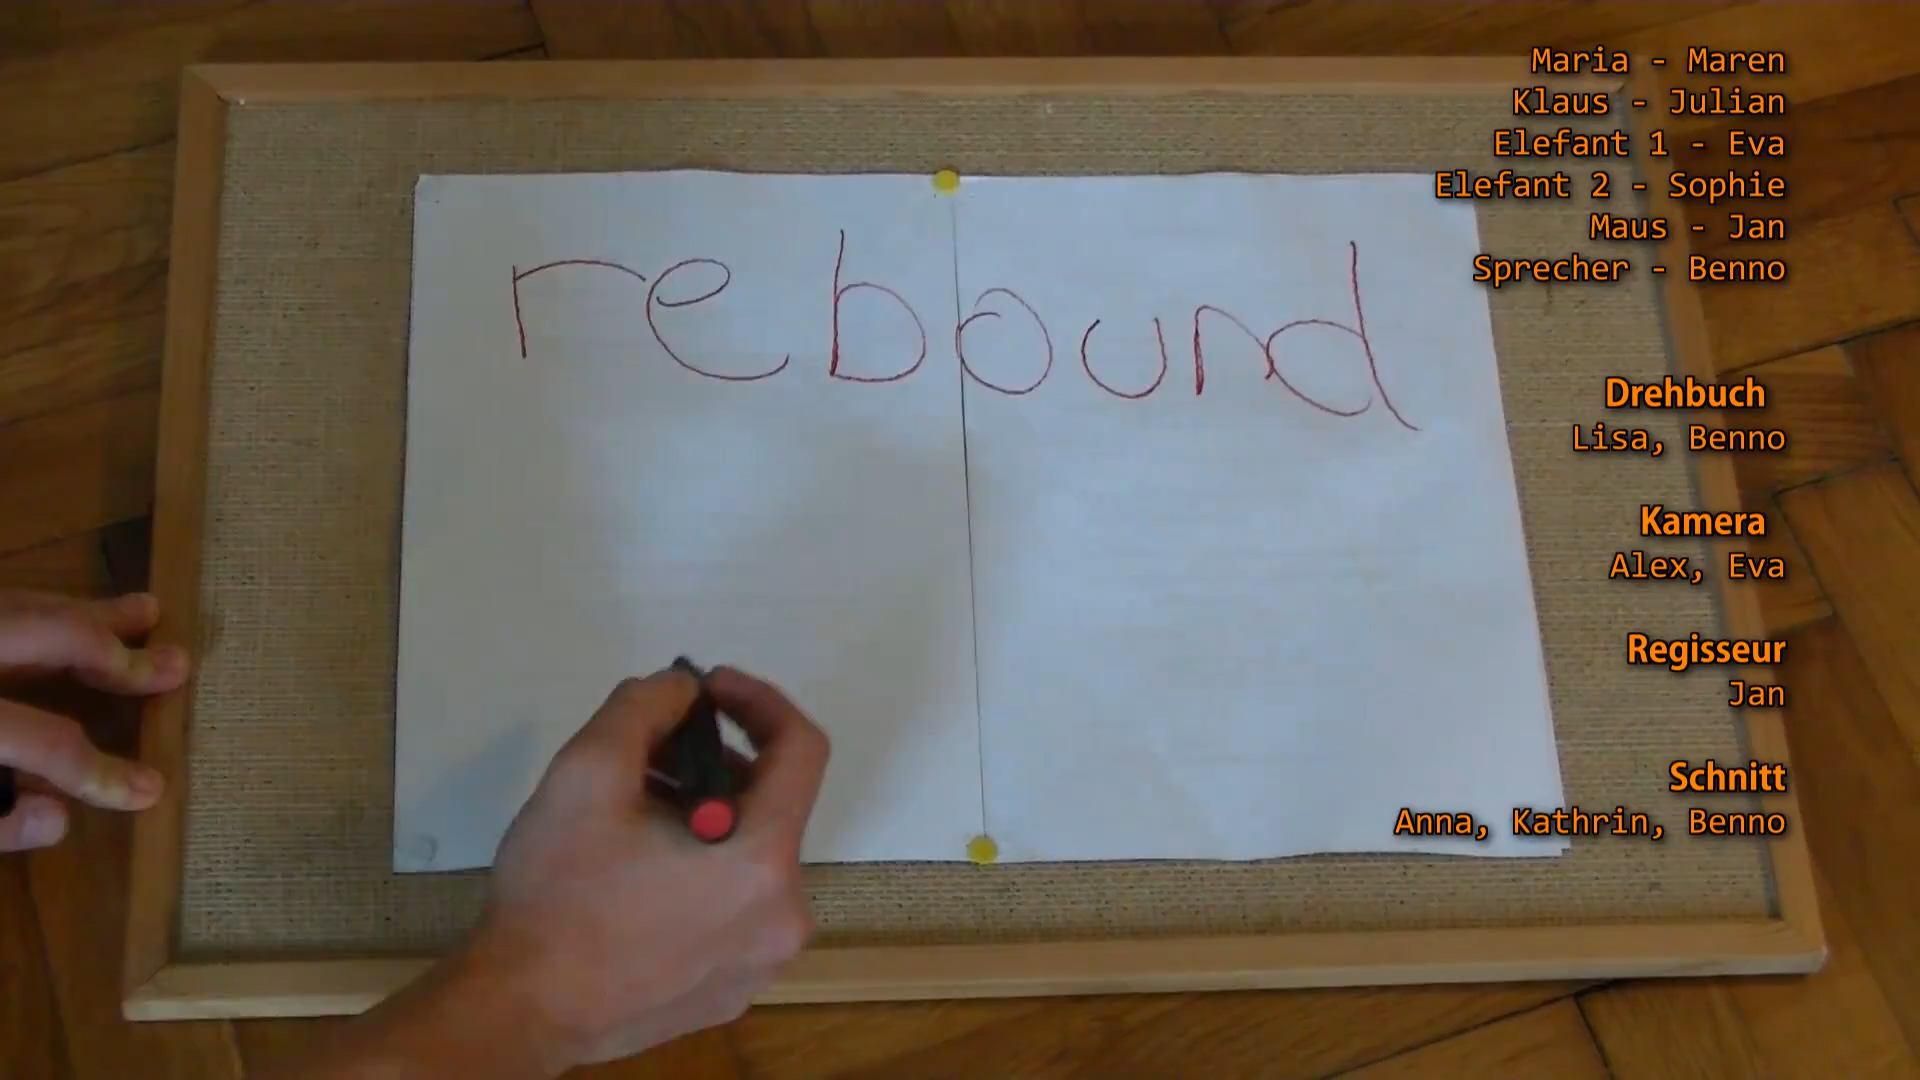 rebound
Maria - Maren
Klaus - Julian
Elefant 1 - Eva
Elefant 2 - Sophie
Maus - Jan
Sprecher - Benno
Drehbuch
Lisa, Benno
Kamera
Alex, Eva
Regisseur
Jan
Schnitt
Anna, Kathrin, Benno